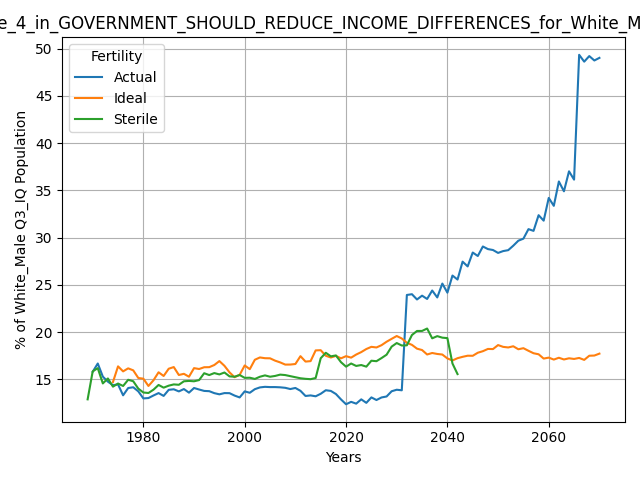 e_4_in_GOVERNMENT_SHOULD_REDUCE_INCOME_DIFFERENCES_for_White_M
Fertility
Actual
Ideal
Sterile
% of White_Male Q3_IQ Population
50
45
40
35
30
25
20
15
1980
2000
2020
2040
2060
Years